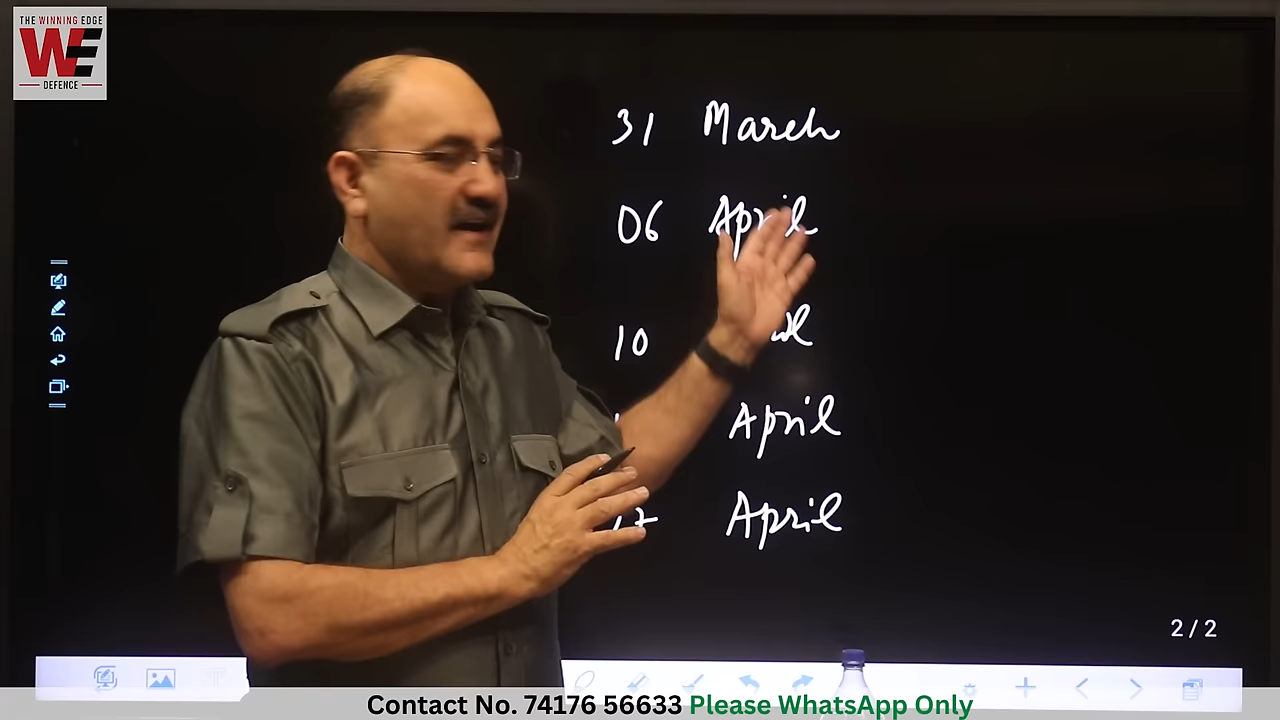 THE WINNING EDGE
WE
DEFENCE
31 March
06 April
10
April
17 April
2/2
Contact No. 74176 56633 Please WhatsApp Only